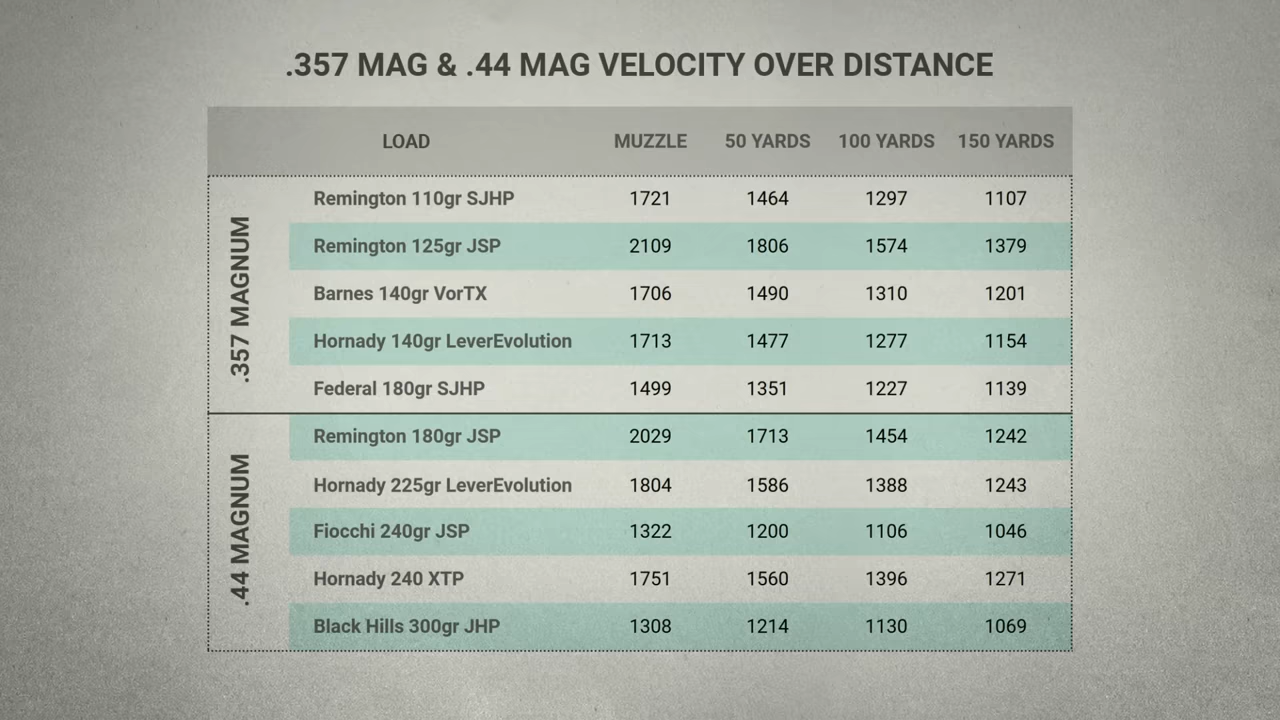 .357 MAG & .44 MAG VELOCITY OVER DISTANCE
LOAD MUZZLE 50 YARDS 100 YARDS 150 YARDS
.357 MAGNUM
Remington 110gr SJHP 1721 1464 1297 1107
Remington 125gr JSP 2109 1806 1574 1379
Barnes 140gr VorTX 1706 1490 1310 1201
Hornady 140gr LeverEvolution 1713 1477 1277 1154
Federal 180gr SJHP 1499 1351 1227 1139
.44 MAGNUM
Remington 180gr JSP 2029 1713 1454 1242
Hornady 225gr LeverEvolution 1804 1586 1388 1243
Fiocchi 240gr JSP 1322 1200 1106 1046
Hornady 240 XTP 1751 1560 1396 1271
Black Hills 300gr JHP 1308 1214 1130 1069